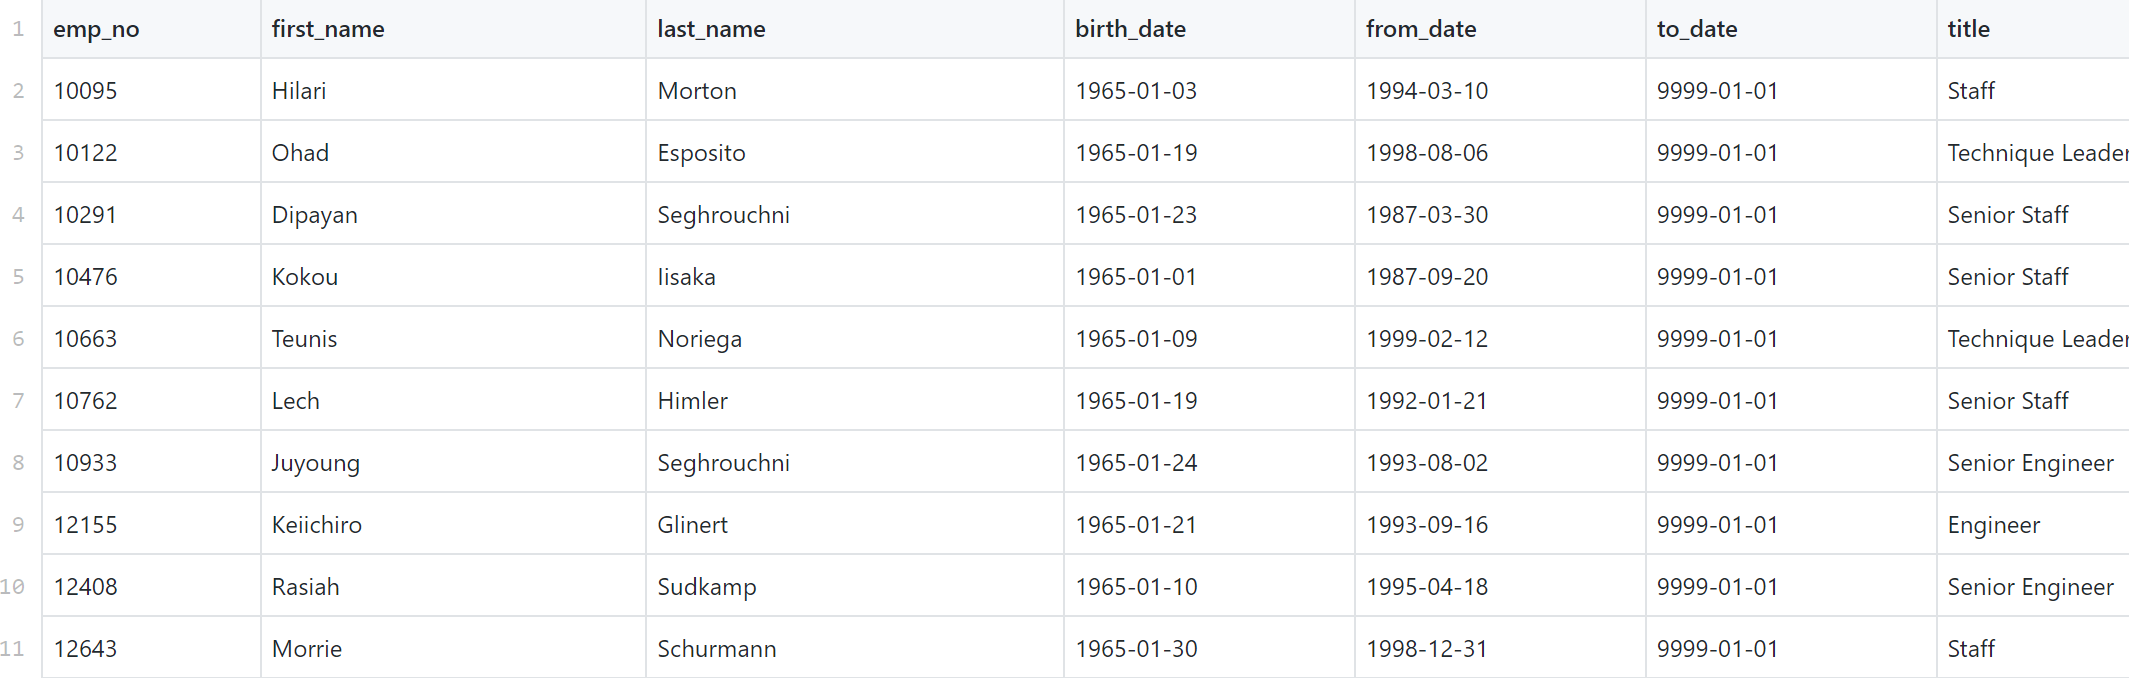 1 emp_no first_name last_name birth_date from_date to_date title
2 10095 Hilari Morton 1965-01-03 1994-03-10 9999-01-01 Staff
3 10122 Ohad Esposito 1965-01-19 1998-08-06 9999-01-01 Technique Leader
4 10291 Dipayan Seghrouchni 1965-01-23 1987-03-30 9999-01-01 Senior Staff
5 10476 Kokou Iisaka 1965-01-01 1987-09-20 9999-01-01 Senior Staff
6 10663 Teunis Noriega 1965-01-09 1999-02-12 9999-01-01 Technique Leader
7 10762 Lech Himler 1965-01-19 1992-01-21 9999-01-01 Senior Staff
8 10933 Juyoung Seghrouchni 1965-01-24 1993-08-02 9999-01-01 Senior Engineer
9 12155 Keiichiro Glinert 1965-01-21 1993-09-16 9999-01-01 Engineer
10 12408 Rasiah Sudkamp 1965-01-10 1995-04-18 9999-01-01 Senior Engineer
11 12643 Morrie Schurmann 1965-01-30 1998-12-31 9999-01-01 Staff